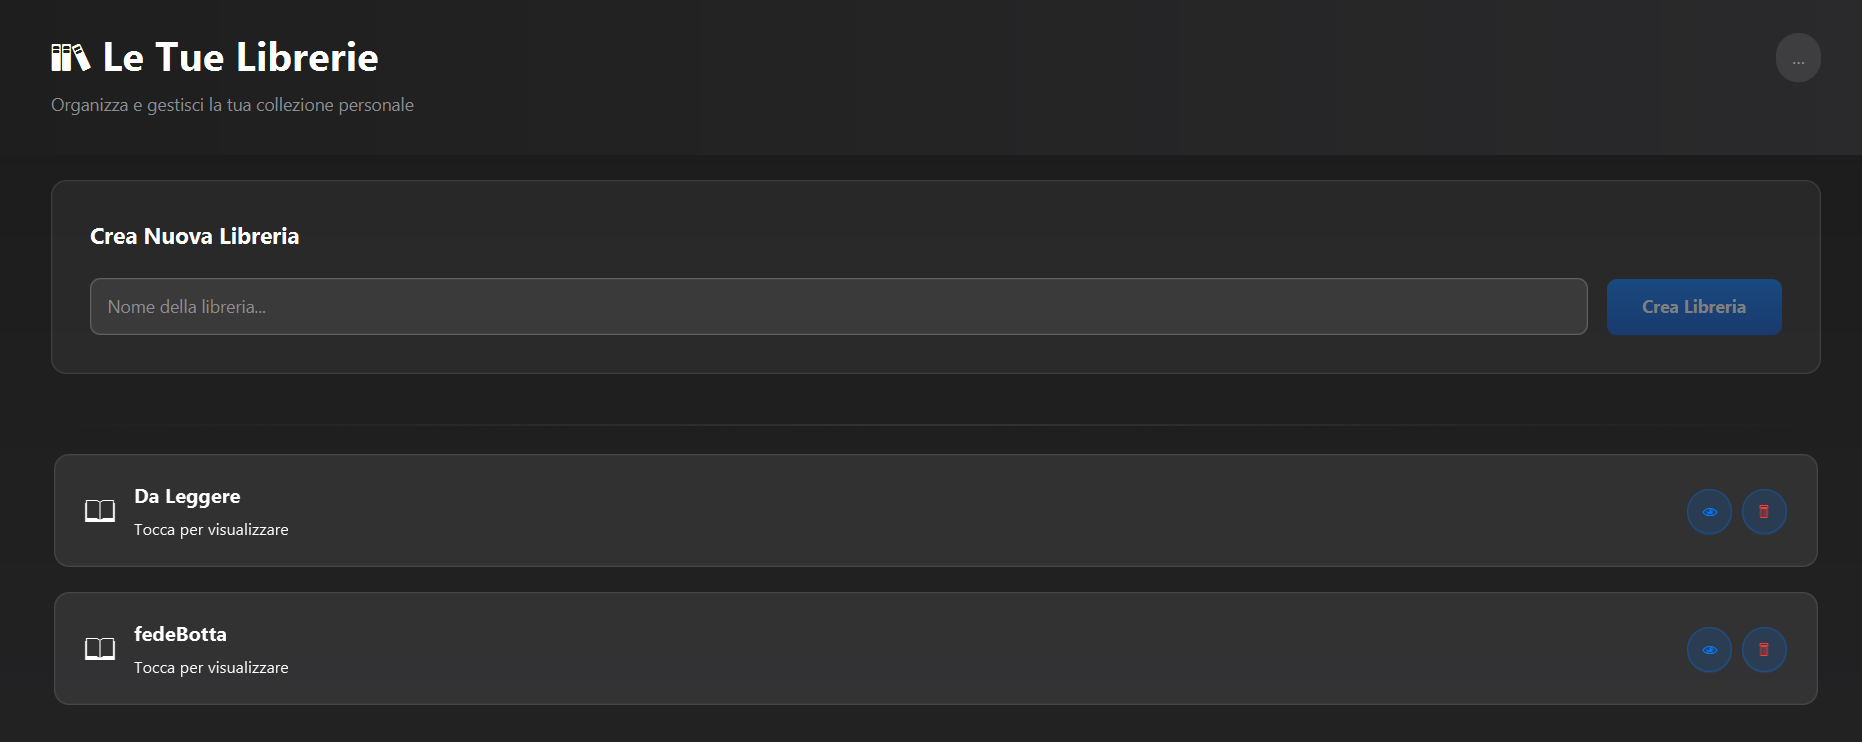 Le Tue Librerie
...
Organizza e gestisci la tua collezione personale
Crea Nuova Libreria
Nome della libreria...
Crea Libreria
Da Leggere
Tocca per visualizzare
fedeBotta
Tocca per visualizzare